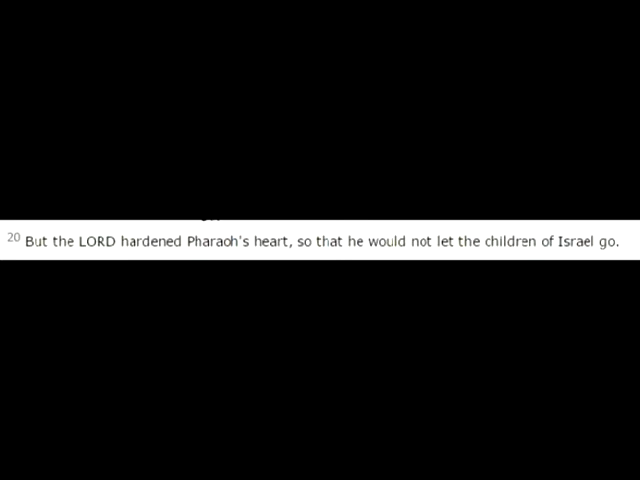 20 But the LORD hardened Pharaoh's heart, so that he would not let the children of Israel go.